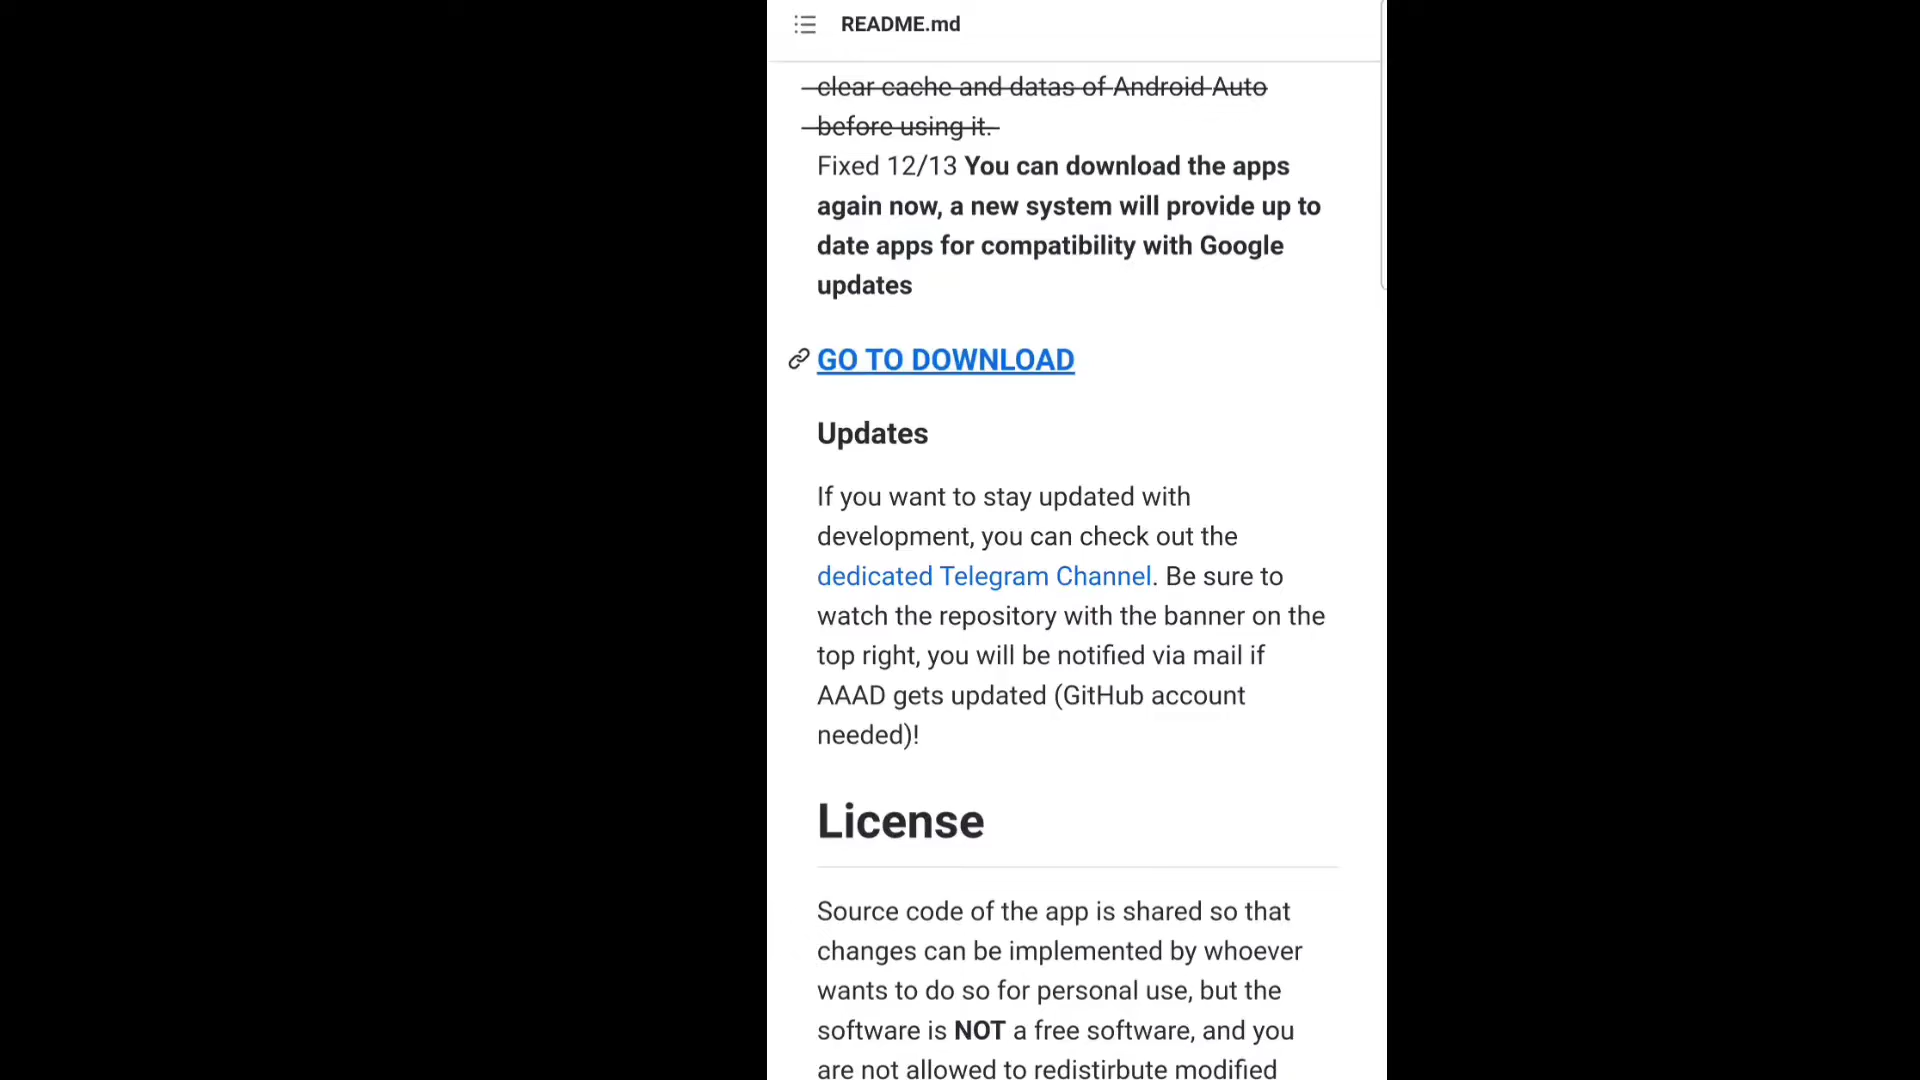 README.md
clear cache and datas of Android Auto
before using it.
Fixed 12/13 You can download the apps
again now, a new system will provide up to
date apps for compatibility with Google
updates
GO TO DOWNLOAD
Updates
If you want to stay updated with
development, you can check out the
dedicated Telegram Channel. Be sure to
watch the repository with the banner on the
top right, you will be notified via mail if
AAAD gets updated (GitHub account
needed)!
License
Source code of the app is shared so that
changes can be implemented by whoever
wants to do so for personal use, but the
software is NOT a free software, and you
are not allowed to redistirbute modified